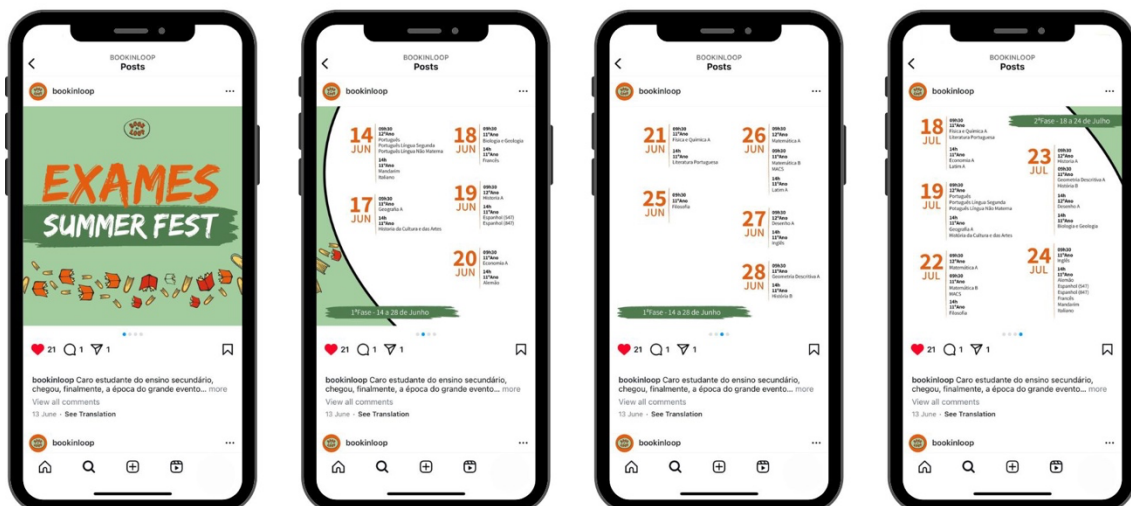 BOOKINLOOP
Posts
bookinloop
BOOK
LOOP
EXAMES
SUMMER FEST
21 1 1
bookinloop Caro estudante do ensino secundário,
chegou, finalmente, a época do grande evento... more
View all comments
13 June · See Translation
bookinloop
BOOKINLOOP
Posts
bookinloop
14
JUN
09h30
12ºAno
Português
Português Língua Segunda
Português Língua Não Materna
14h
11ºAno
Mandarim
Italiano
17
JUN
09h30
11ºAno
Geografia A
14h
11ºAno
História da Cultura e das Artes
18
JUN
09h30
11ºAno
Biologia e Geologia
14h
11ºAno
Francês
19
JUN
09h30
12ºAno
História A
14h
11ºAno
Espanhol (547)
Espanhol (847)
20
JUN
09h30
11ºAno
Economia A
14h
11ºAno
Alemão
1ªFase - 14 a 28 de Junho
21 1 1
bookinloop Caro estudante do ensino secundário,
chegou, finalmente, a época do grande evento... more
View all comments
13 June · See Translation
bookinloop
BOOKINLOOP
Posts
bookinloop
21
JUN
09h30
11ºAno
Física e Química A
14h
11ºAno
Literatura Portuguesa
25
JUN
09h30
11ºAno
Filosofia
26
JUN
09h30
12ºAno
Matemática A
09h30
11ºAno
Matemática B
MACS
14h
11ºAno
Latim A
27
JUN
09h30
12ºAno
Desenho A
14h
11ºAno
Inglês
28
JUN
09h30
11ºAno
Geometria Descritiva A
14h
11ºAno
História B
1ªFase - 14 a 28 de Junho
21 1 1
bookinloop Caro estudante do ensino secundário,
chegou, finalmente, a época do grande evento... more
View all comments
13 June · See Translation
bookinloop
BOOKINLOOP
Posts
bookinloop
2ªFase - 18 a 24 de Julho
18
JUL
09h30
11ºAno
Física e Química A
Literatura Portuguesa
14h
11ºAno
Economia A
Latim A
19
JUL
09h30
12ºAno
Português
Português Língua Segunda
Português Língua Não Materna
14h
11ºAno
Geografia A
História da Cultura e das Artes
22
JUL
09h30
12ºAno
Matemática A
09h30
11ºAno
Matemática B
MACS
14h
11ºAno
Filosofia
23
JUL
09h30
12ºAno
História A
09h30
11ºAno
Geometria Descritiva A
História B
14h
12ºAno
Desenho A
14h
11ºAno
Biologia e Geologia
24
JUL
09h30
11ºAno
Inglês
14h
11ºAno
Alemão
Espanhol (547)
Espanhol (847)
Francês
Mandarim
Italiano
21 1 1
bookinloop Caro estudante do ensino secundário,
chegou, finalmente, a época do grande evento... more
View all comments
13 June · See Translation
bookinloop